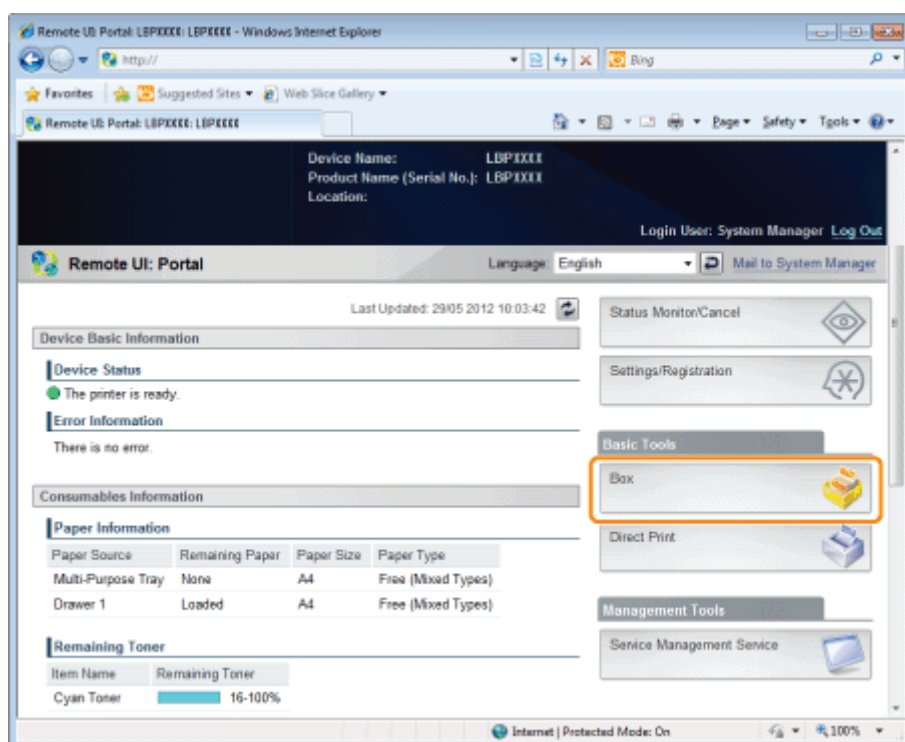 Remote UI: Portal: LBPXXXX: LBPXXXX - Windows Internet Explorer
http://
Bing
Favorites Suggested Sites Web Slice Gallery
Remote UI: Portal: LBPXXXX: LBPXXXX
Page Safety Tools
Device Name: LBPXXXX
Product Name (Serial No.): LBPXXXX
Location:
Login User: System Manager Log Out
Remote UI: Portal
Language: English
Mail to System Manager
Last Updated: 29/05 2012 10:03:42
Device Basic Information
Device Status
The printer is ready.
Error Information
There is no error.
Consumables Information
Paper Information
Paper Source Remaining Paper Paper Size Paper Type
Multi-Purpose Tray None A4 Free (Mixed Types)
Drawer 1 Loaded A4 Free (Mixed Types)
Remaining Toner
Item Name Remaining Toner
Cyan Toner 16-100%
Status Monitor/Cancel
Settings/Registration
Basic Tools
Box
Direct Print
Management Tools
Service Management Service
Internet | Protected Mode: On
100%